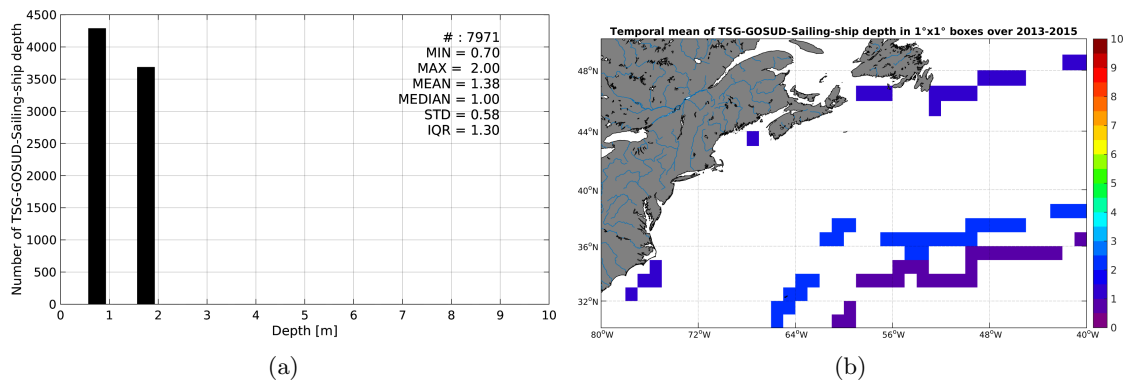 4500
4000
3500
3000
2500
2000
1500
1000
500
0
Number of TSG-GOSUD-Sailing-ship depth
# : 7971
MIN = 0.70
MAX = 2.00
MEAN = 1.38
MEDIAN = 1.00
STD = 0.58
IQR = 1.30
0 1 2 3 4 5 6 7 8 9 10
Depth [m]
(a)
Temporal mean of TSG-GOSUD-Sailing-ship depth in 1°x1° boxes over 2013-2015
48°N
44°N
40°N
36°N
32°N
80°W 72°W 64°W 56°W 48°W 40°W
10
9
8
7
6
5
4
3
2
1
0
(b)